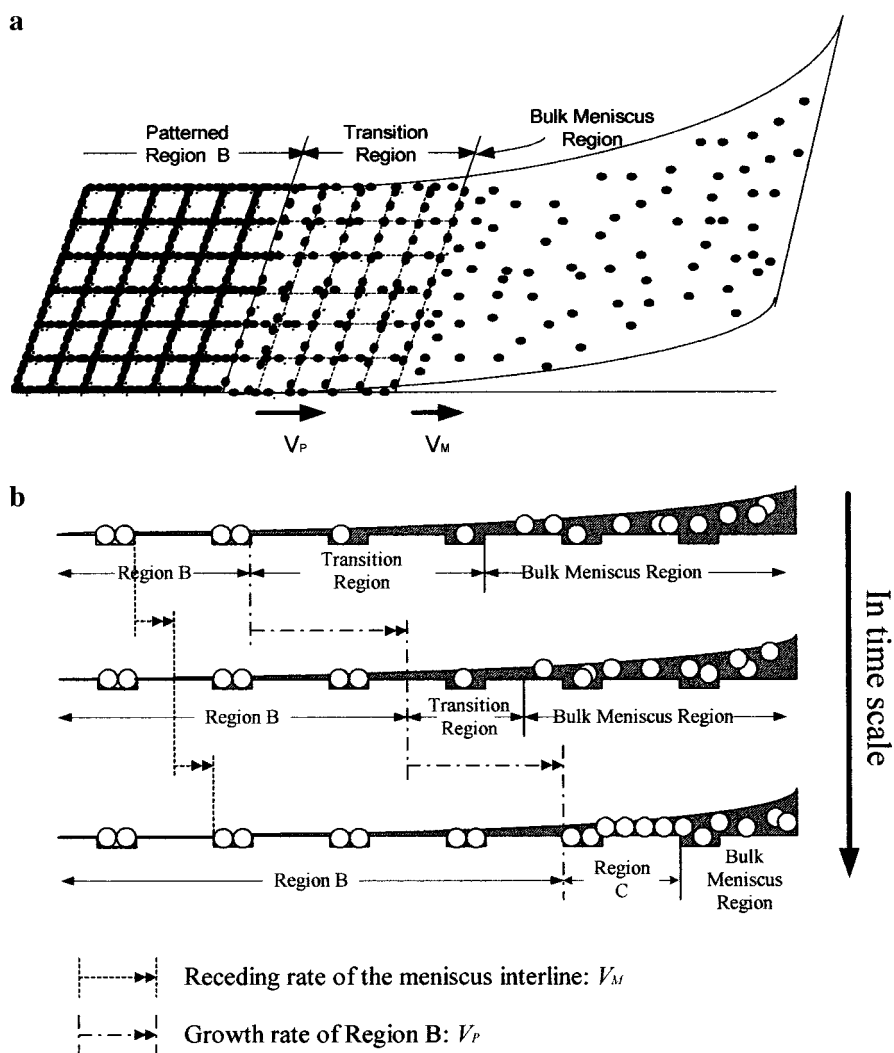 a
Patterned
Region B
Transition
Region
Bulk Meniscus
Region
VP
VM
b
Region B
Transition
Region
Bulk Meniscus Region
Region B
Transition
Region
Bulk Meniscus Region
Region B
Region
C
Bulk
Meniscus
Region
In time scale
Receding rate of the meniscus interline: VM
Growth rate of Region B: VP